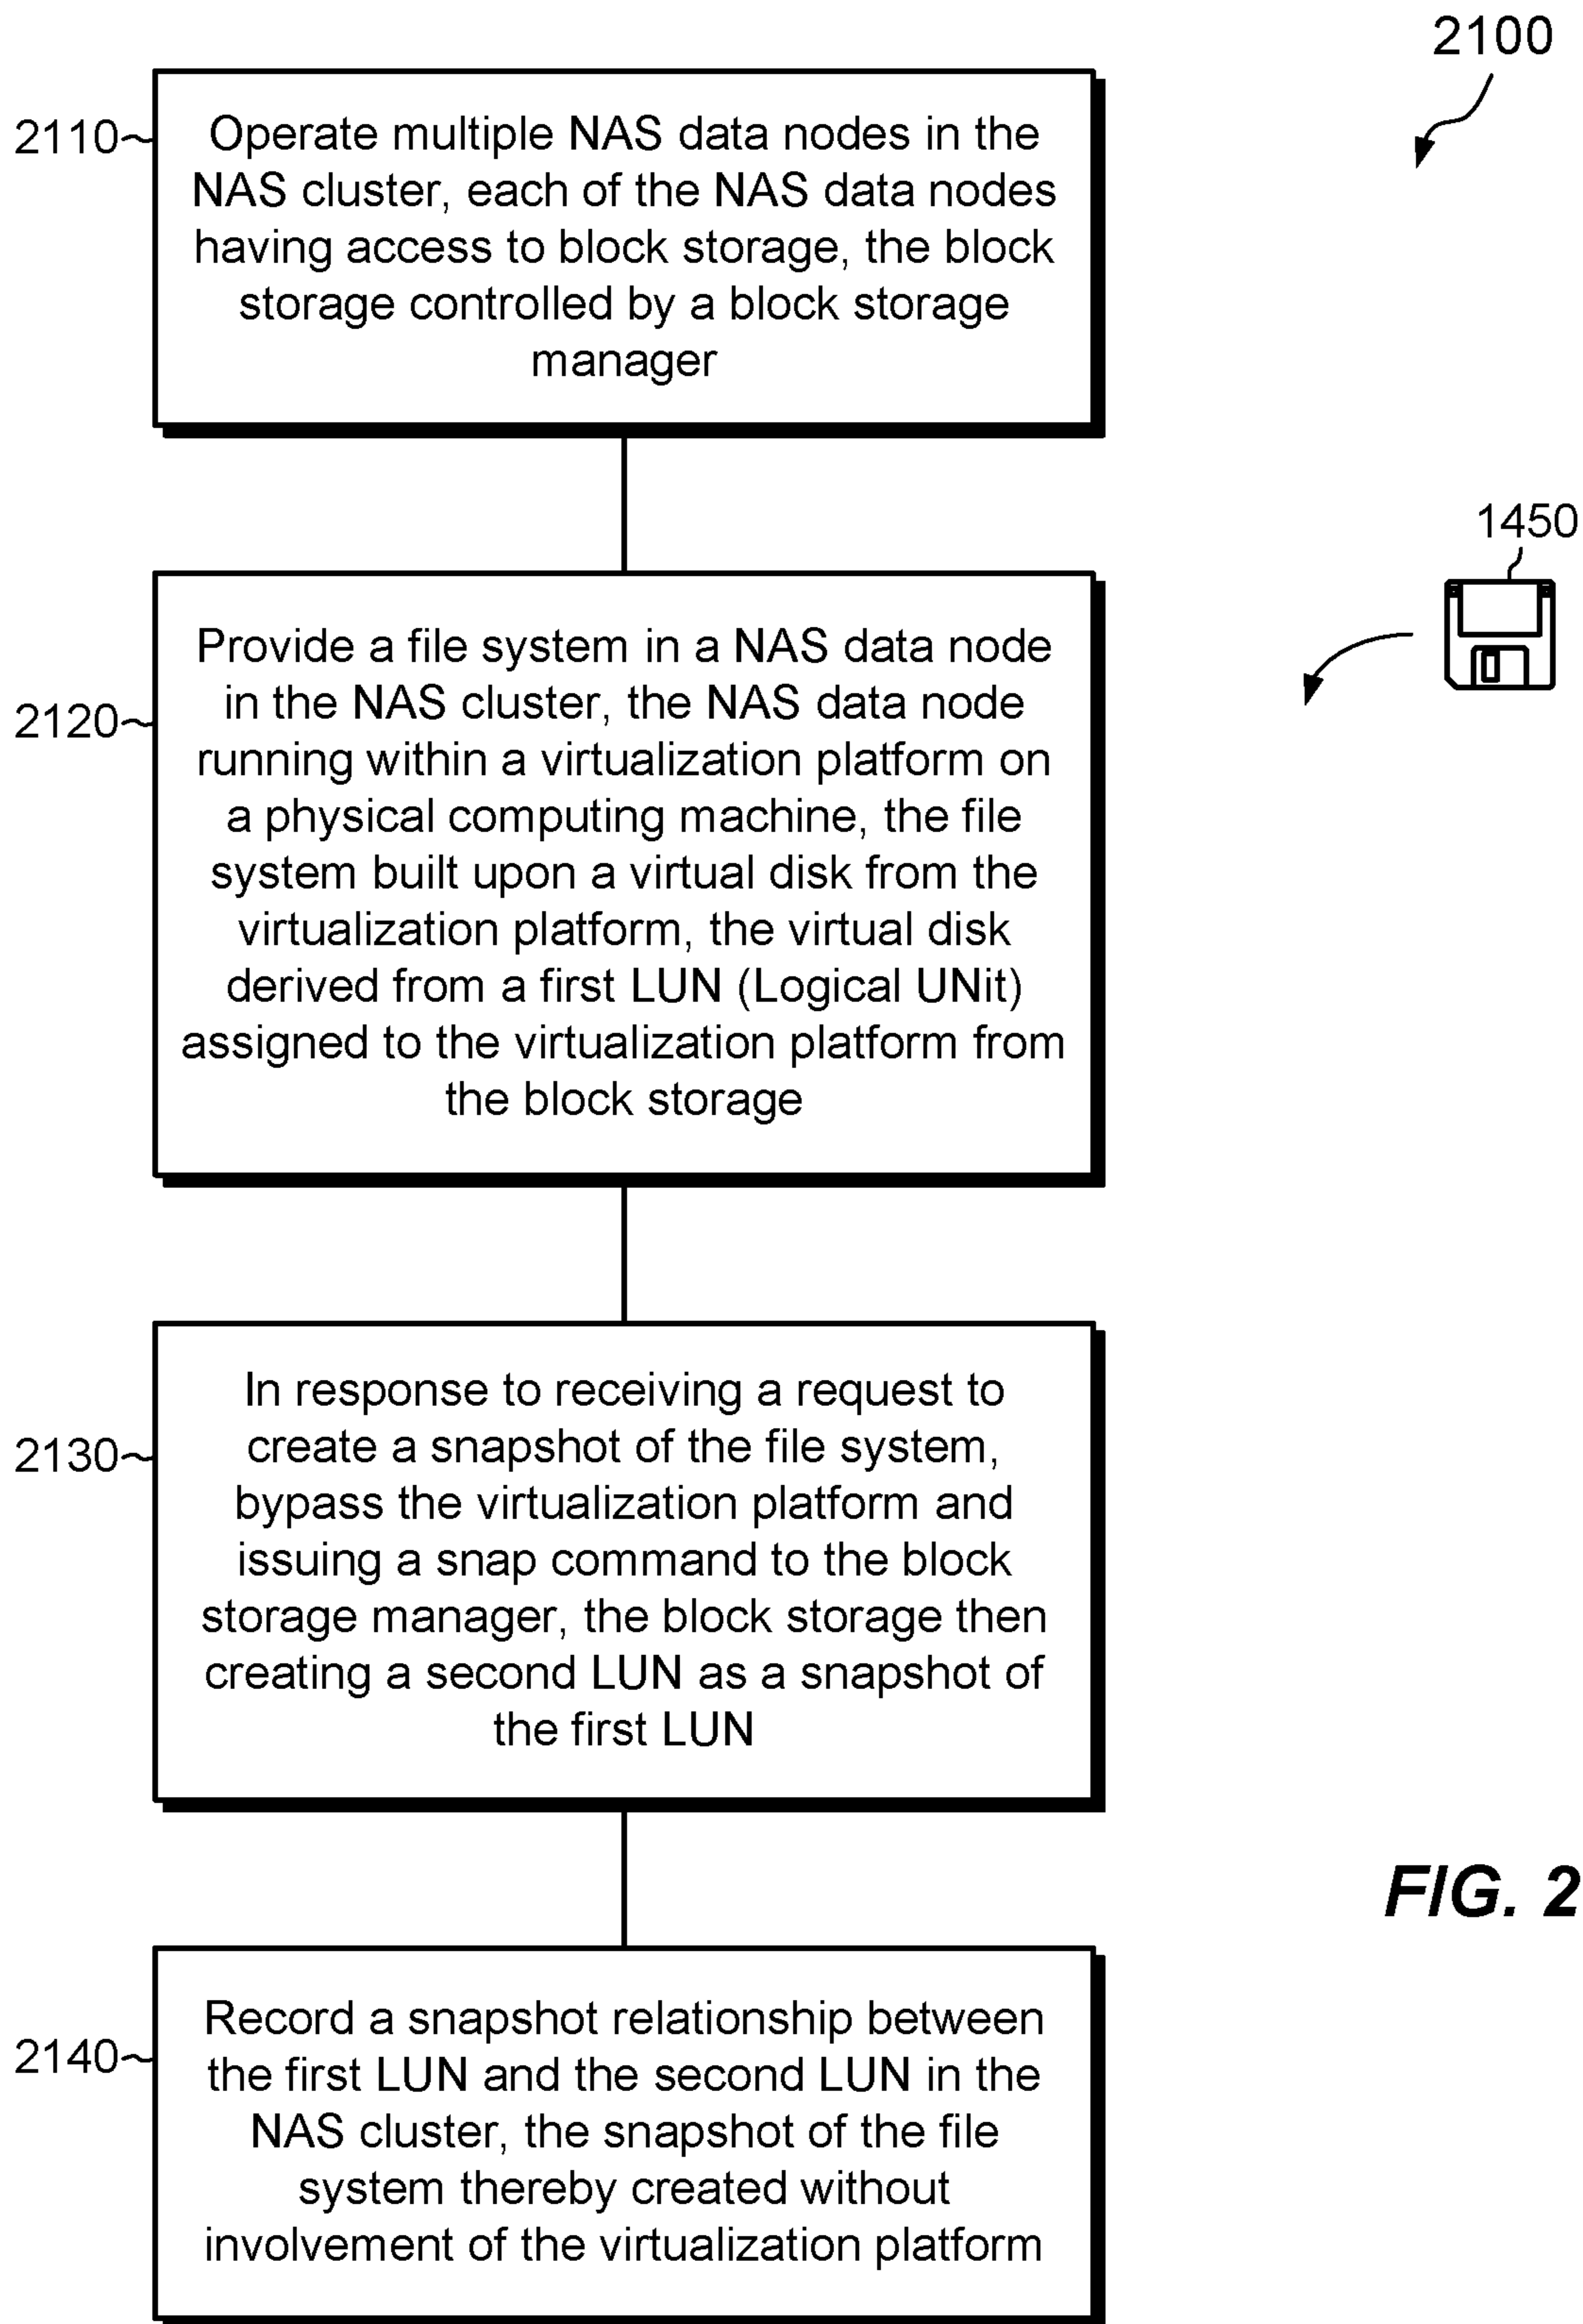 2100
2110
Operate multiple NAS data nodes in the
NAS cluster, each of the NAS data nodes
having access to block storage, the block
storage controlled by a block storage
manager
1450
2120
Provide a file system in a NAS data node
in the NAS cluster, the NAS data node
running within a virtualization platform on
a physical computing machine, the file
system built upon a virtual disk from the
virtualization platform, the virtual disk
derived from a first LUN (Logical UNit)
assigned to the virtualization platform from
the block storage
2130
In response to receiving a request to
create a snapshot of the file system,
bypass the virtualization platform and
issuing a snap command to the block
storage manager, the block storage then
creating a second LUN as a snapshot of
the first LUN
FIG. 2
2140
Record a snapshot relationship between
the first LUN and the second LUN in the
NAS cluster, the snapshot of the file
system thereby created without
involvement of the virtualization platform